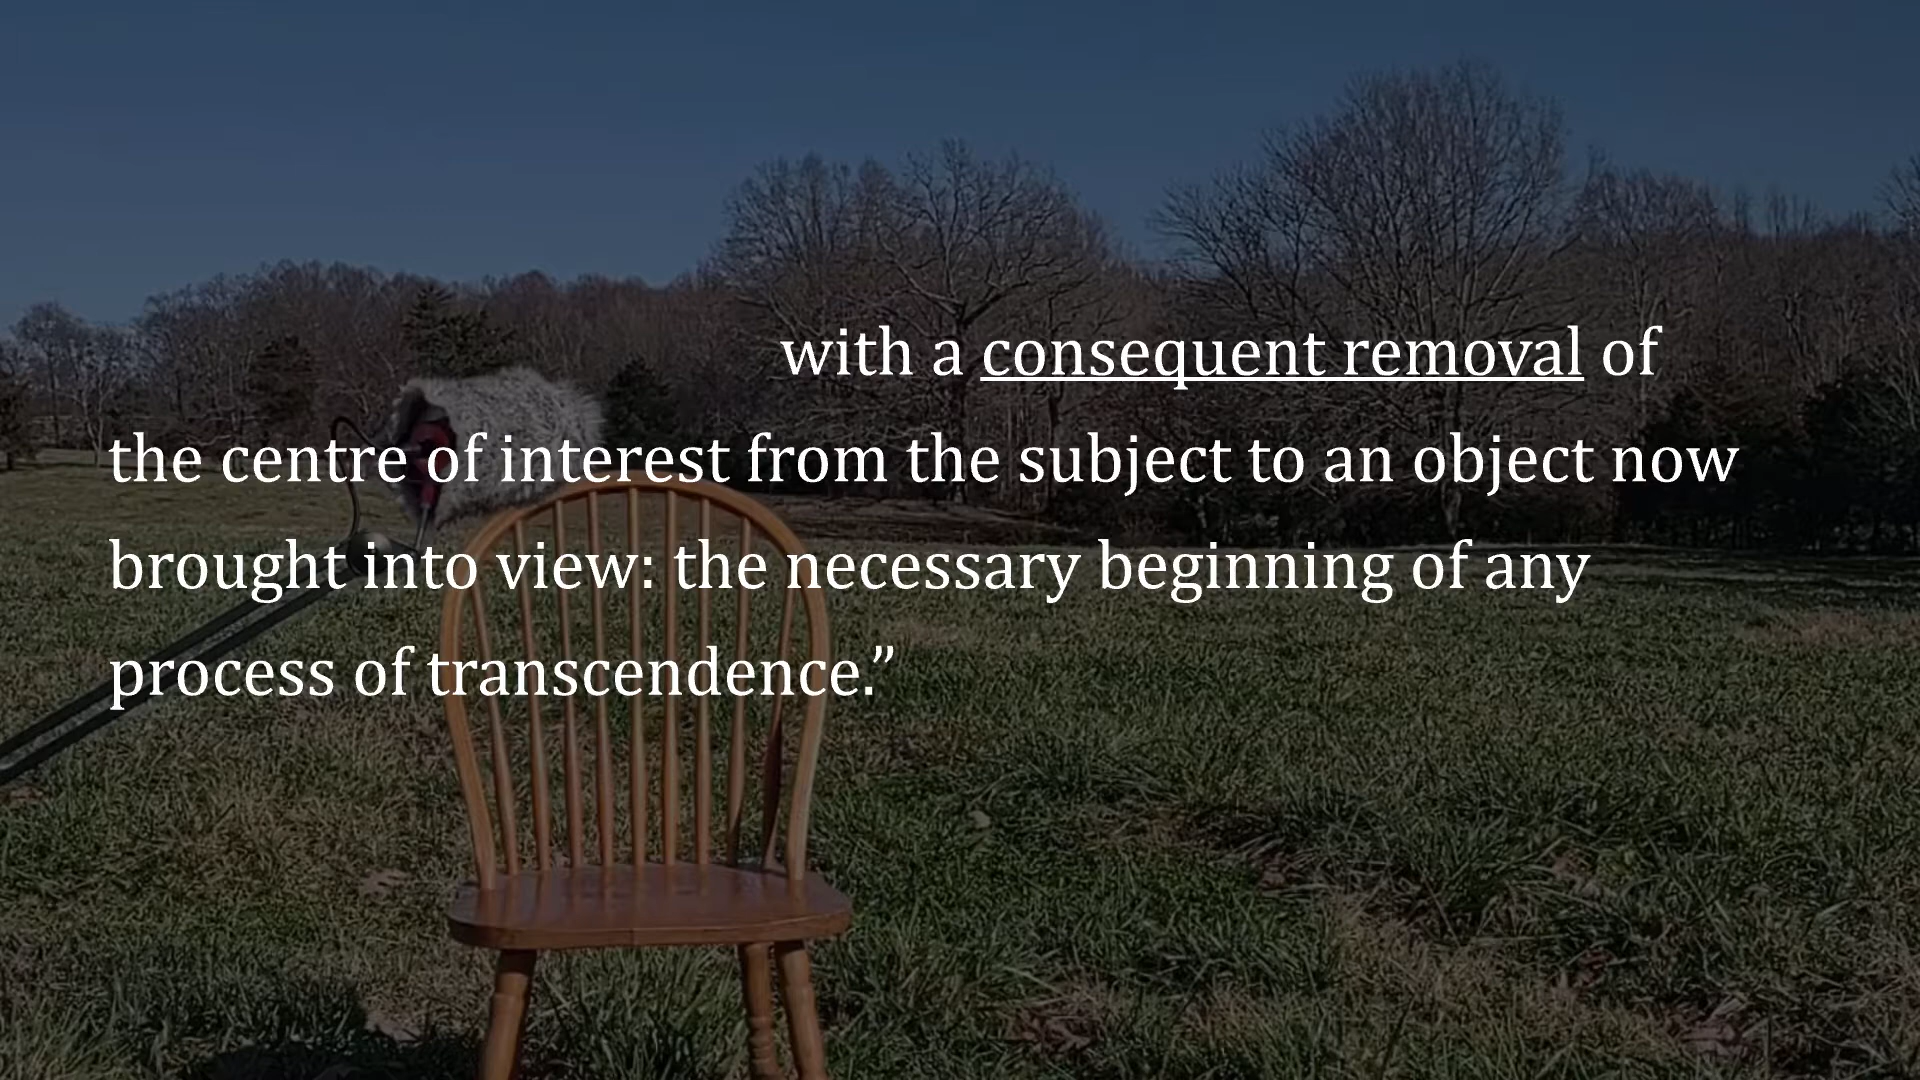 with a consequent removal of
the centre of interest from the subject to an object now
brought into view: the necessary beginning of any
process of transcendence.”